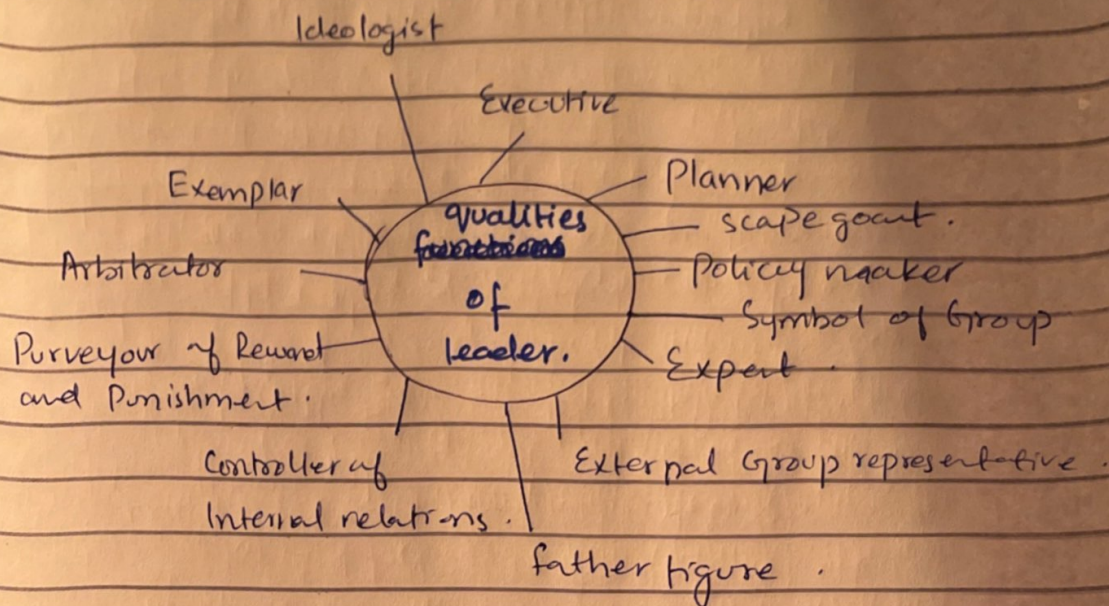 Ideologist
Executive
Exemplar
Planner
qualities
functions
scape goat.
Arbitrator
Policy maker
of
Symbol of Group
leader.
Purveyour of Reward
and Punishment.
Expert.
Controller of
Internal relations.
External Group representative.
father figure.